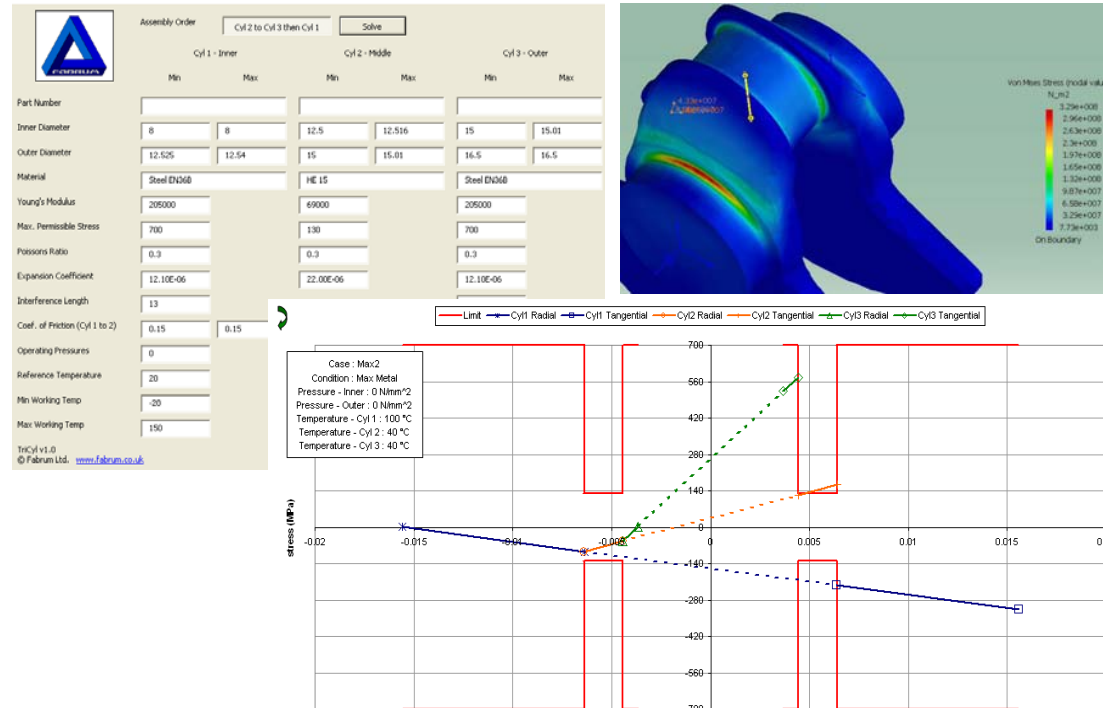 Assembly Order
Cyl 2 to Cyl 3 then Cyl 1
Solve
Cyl 1 - Inner Cyl 2 - Middle Cyl 3 - Outer
Min Max Min Max Min Max
FABRUM
Part Number
Inner Diameter 8 8 12.5 12.516 15 15.01
Outer Diameter 12.525 12.54 15 15.01 16.5 16.5
Material Steel EN36B HE 15 Steel EN36B
Young's Modulus 205000 69000 205000
Max. Permissible Stress 700 130 700
Poissons Ratio 0.3 0.3 0.3
Expansion Coefficient 12.10E-06 22.00E-06 12.10E-06
Interference Length 13
Coef. of Friction (Cyl 1 to 2) 0.15 0.15
Operating Pressures 0
Reference Temperature 20
Min Working Temp -20
Max Working Temp 150
TriCyl v1.0
© Fabrum Ltd. www.fabrum.co.uk
Von Mises Stress (nodal valu
N_m2
3.29e+008
2.96e+008
2.63e+008
2.3e+008
1.97e+008
1.65e+008
1.32e+008
9.87e+007
6.58e+007
3.29e+007
7.73e+003
On Boundary
4.33e+007
Limit Cyl1 Radial Cyl1 Tangential Cyl2 Radial Cyl2 Tangential Cyl3 Radial Cyl3 Tangential
Case : Max2
Condition : Max Metal
Pressure - Inner : 0 N/mm^2
Pressure - Outer : 0 N/mm^2
Temperature - Cyl 1 : 100 °C
Temperature - Cyl 2 : 40 °C
Temperature - Cyl 3 : 40 °C
stress (MPa)
700
560
420
280
140
0
-140
-280
-420
-560
-700
-0.02 -0.015 -0.01 -0.005 0 0.005 0.01 0.015 0